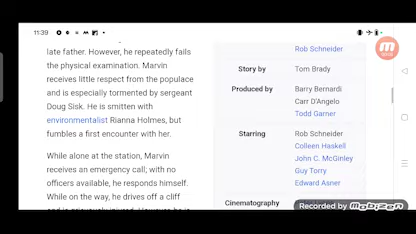 11:39
late father. However, he repeatedly fails
the physical examination. Marvin
receives little respect from the populace
and is especially tormented by sergeant
Doug Sisk. He is smitten with
environmentalist Rianna Holmes, but
fumbles a first encounter with her.
While alone at the station, Marvin
receives an emergency call; with no
officers available, he responds himself.
While on the way, he drives off a cliff
Rob Schneider
Story by Tom Brady
Produced by Barry Bernardi
Carr D'Angelo
Todd Garner
Starring Rob Schneider
Colleen Haskell
John C. McGinley
Guy Torry
Edward Asner
Cinematography
Recorded by Mobizen